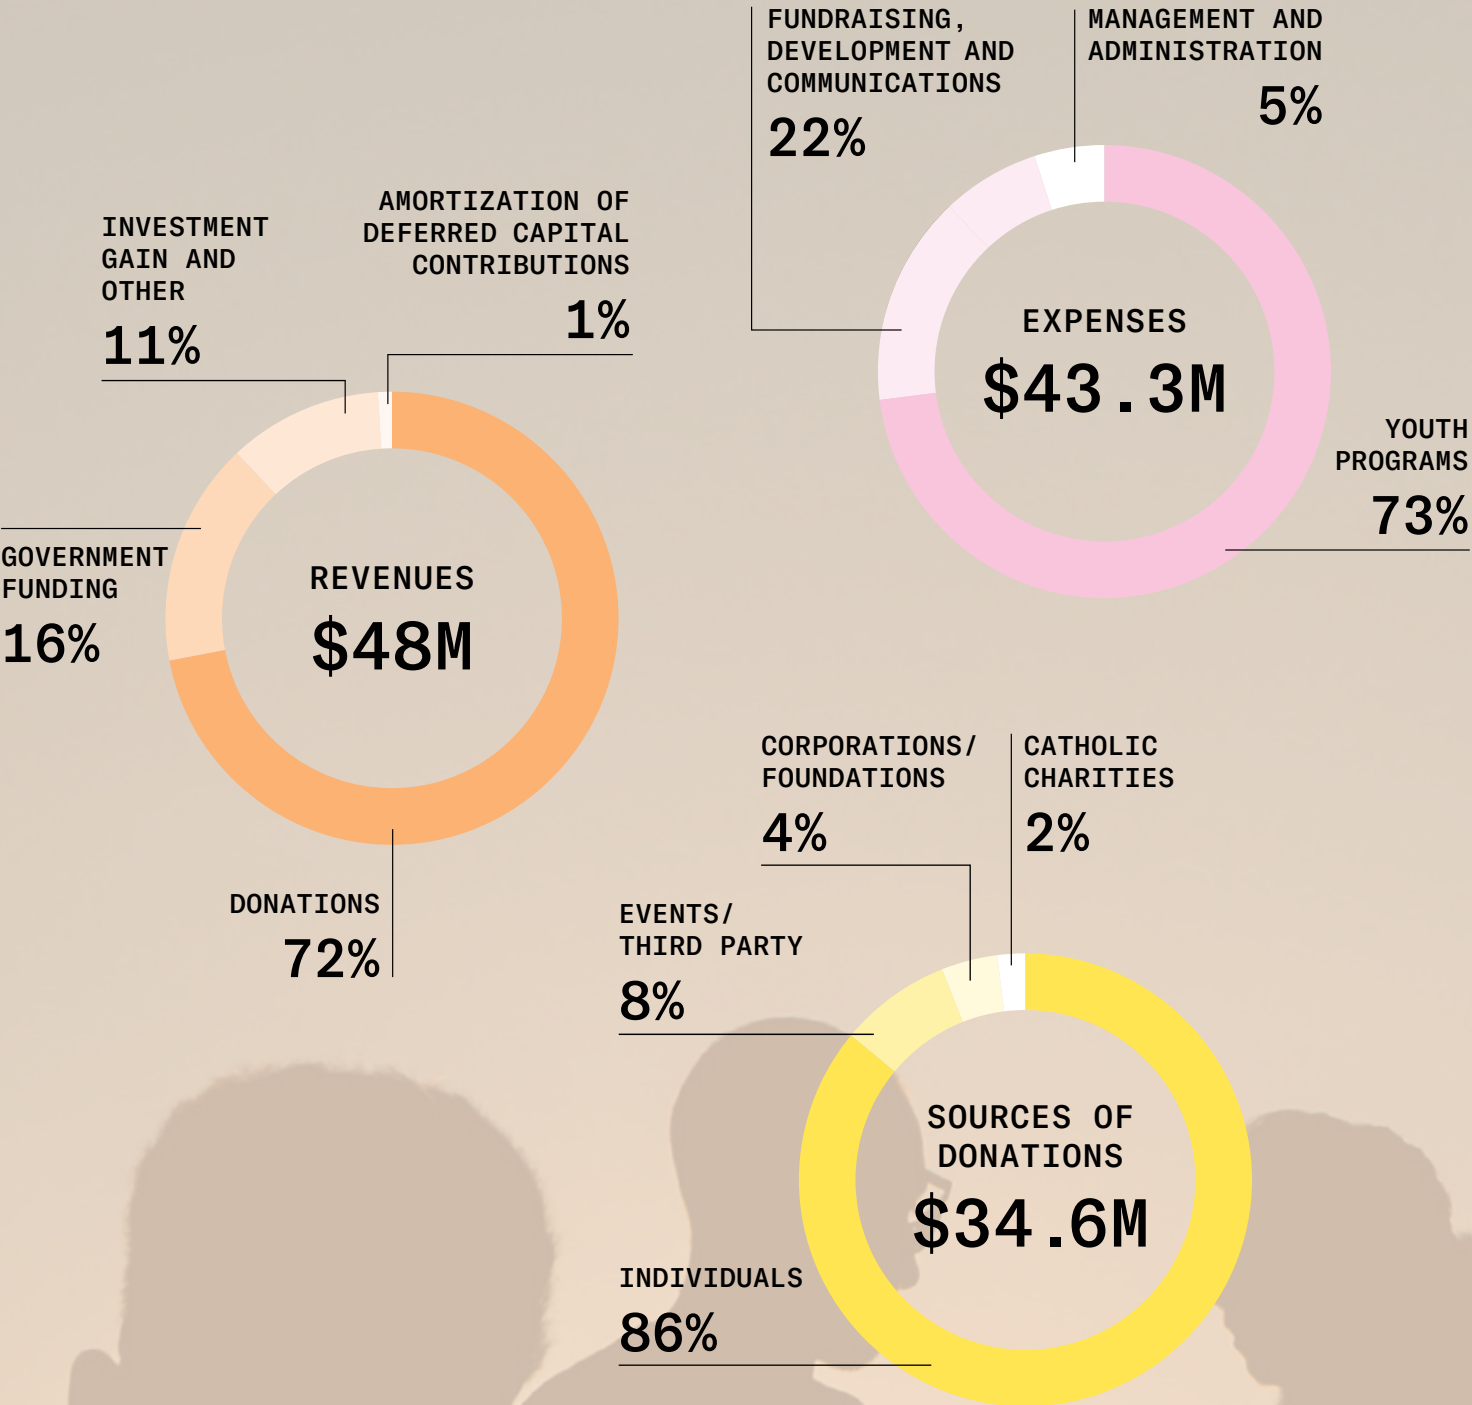 FUNDRAISING,
DEVELOPMENT AND
COMMUNICATIONS
22%
MANAGEMENT AND
ADMINISTRATION
5%
EXPENSES
$43.3M
YOUTH
PROGRAMS
73%
INVESTMENT
GAIN AND
OTHER
11%
AMORTIZATION OF
DEFERRED CAPITAL
CONTRIBUTIONS
1%
GOVERNMENT
FUNDING
16%
REVENUES
$48M
DONATIONS
72%
CORPORATIONS/
FOUNDATIONS
4%
CATHOLIC
CHARITIES
2%
EVENTS/
THIRD PARTY
8%
SOURCES OF
DONATIONS
$34.6M
INDIVIDUALS
86%